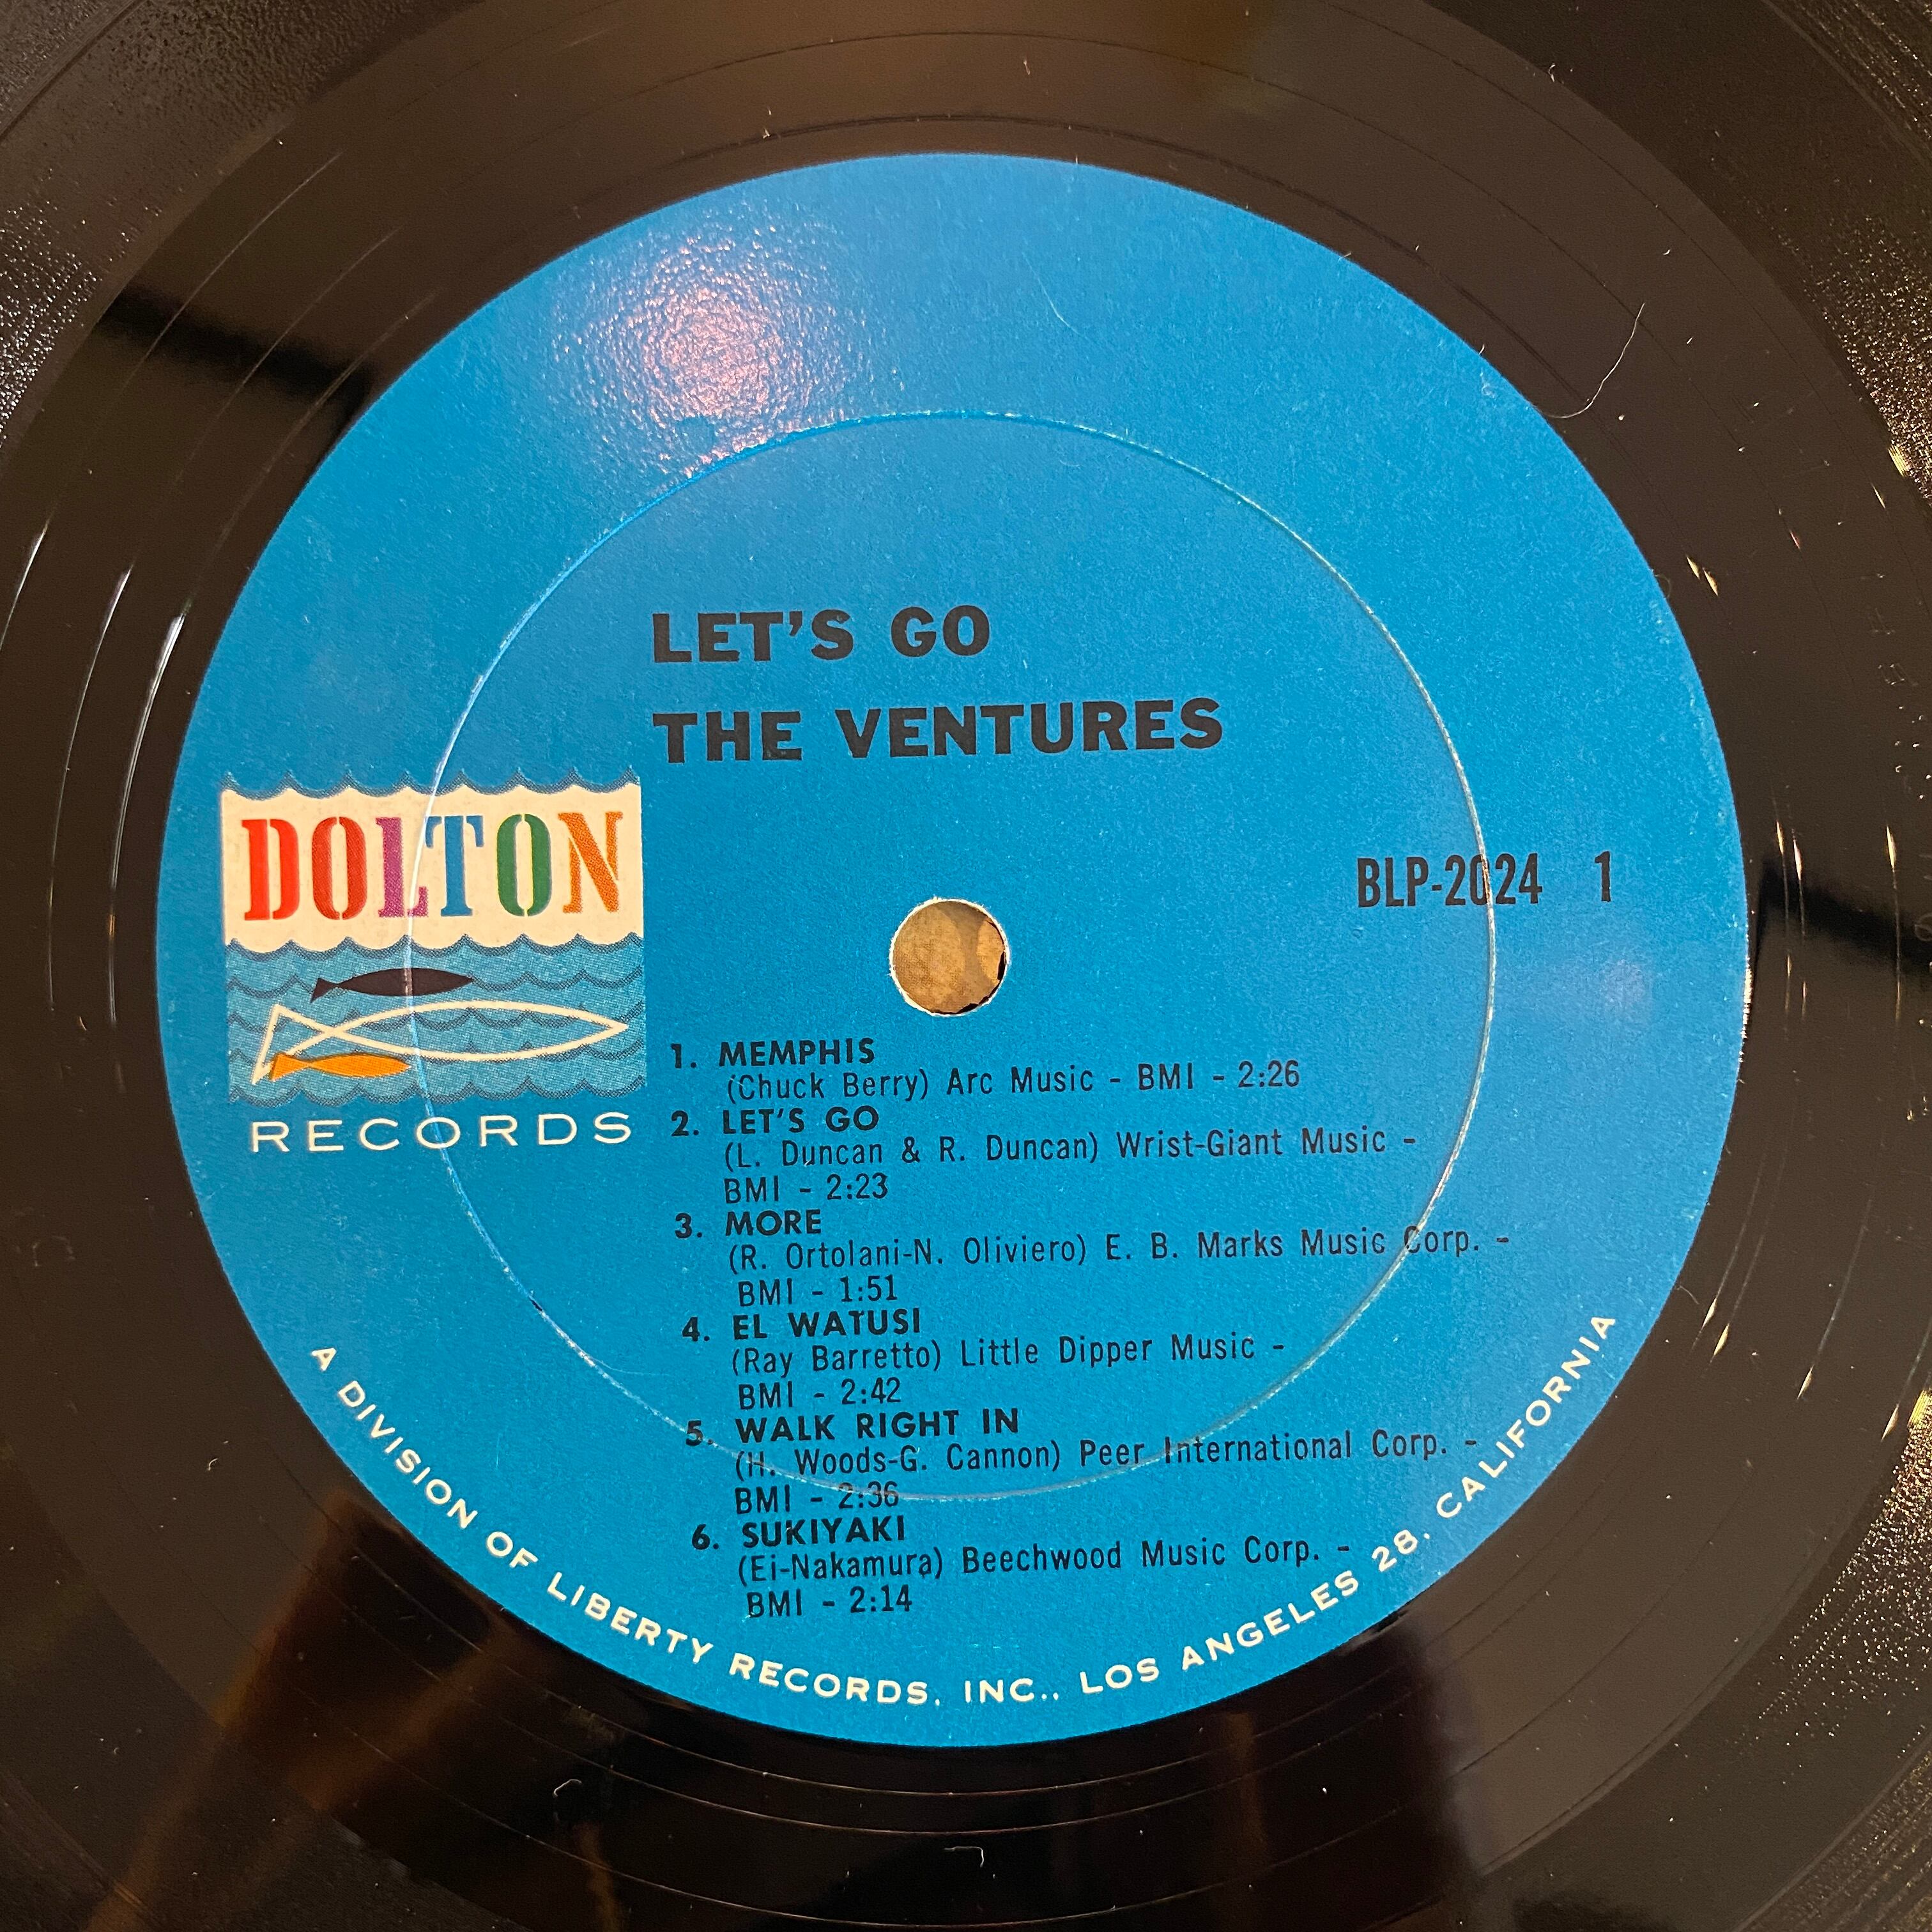 LET'S GO
THE VENTURES
DOLTON
RECORDS
BLP-2024 1
1. MEMPHIS
(Chuck Berry) Arc Music - BMI - 2:26
2. LET'S GO
(L. Duncan & R. Duncan) Wrist-Giant Music -
BMI - 2:23
3. MORE
(R. Ortolani-N. Oliviero) E. B. Marks Music Corp. -
BMI - 1:51
4. EL WATUSI
(Ray Barretto) Little Dipper Music -
BMI - 2:42
5. WALK RIGHT IN
(H. Woods-G. Cannon) Peer International Corp. -
BMI - 2:36
6. SUKIYAKI
(Ei-Nakamura) Beechwood Music Corp. -
BMI - 2:14
A DIVISION OF LIBERTY RECORDS, INC., LOS ANGELES 28, CALIFORNIA